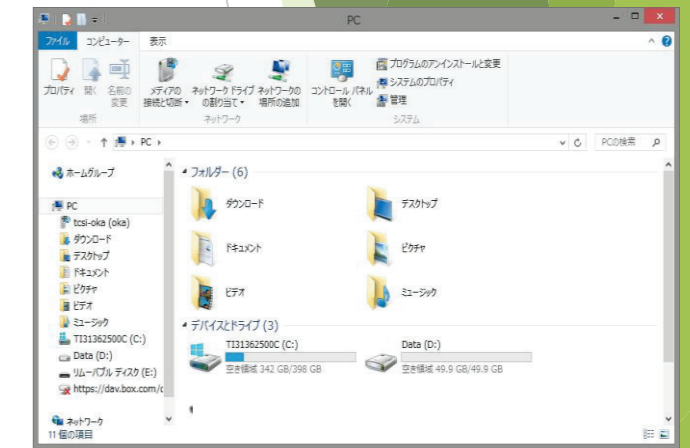 PC
ファイル コンピューター 表示
プロパティ 開く 名前の変更
メディアの接続と切断 ネットワーク ドライブの割り当て ネットワークの場所の追加
コントロール パネルを開く
プログラムのアンインストールと変更
システムのプロパティ
管理
場所 ネットワーク システム
PC PCの検索
ホームグループ
PC
tcsi-oka (oka)
ダウンロード
デスクトップ
ドキュメント
ピクチャ
ビデオ
ミュージック
TI31362500C (C:)
Data (D:)
リムーバブル ディスク (E:)
https://dav.box.com/c
ネットワーク
フォルダー (6)
ダウンロード デスクトップ
ドキュメント ピクチャ
ビデオ ミュージック
デバイスとドライブ (3)
TI31362500C (C:) Data (D:)
空き領域 342 GB/398 GB 空き領域 49.9 GB/49.9 GB
11 個の項目